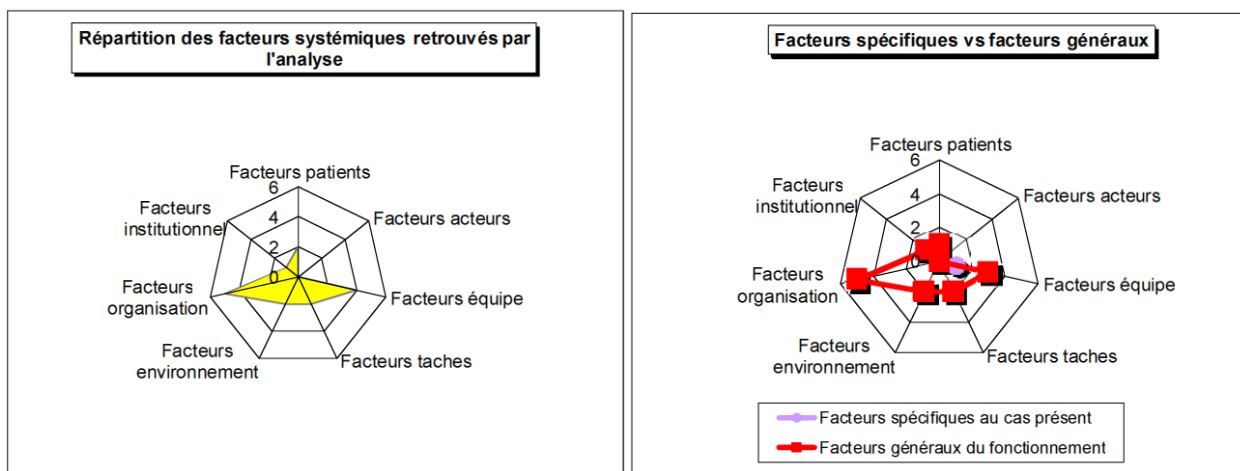 Répartition des facteurs systémiques retrouvés par
l'analyse
Facteurs patients
6
4
2
0
Facteurs acteurs
Facteurs équipe
Facteurs taches
Facteurs
environnement
Facteurs
organisation
Facteurs
institutionnel
Facteurs spécifiques vs facteurs généraux
Facteurs patients
6
4
2
0
Facteurs acteurs
Facteurs équipe
Facteurs taches
Facteurs
environnement
Facteurs
organisation
Facteurs
institutionnel
Facteurs spécifiques au cas présent
Facteurs généraux du fonctionnement